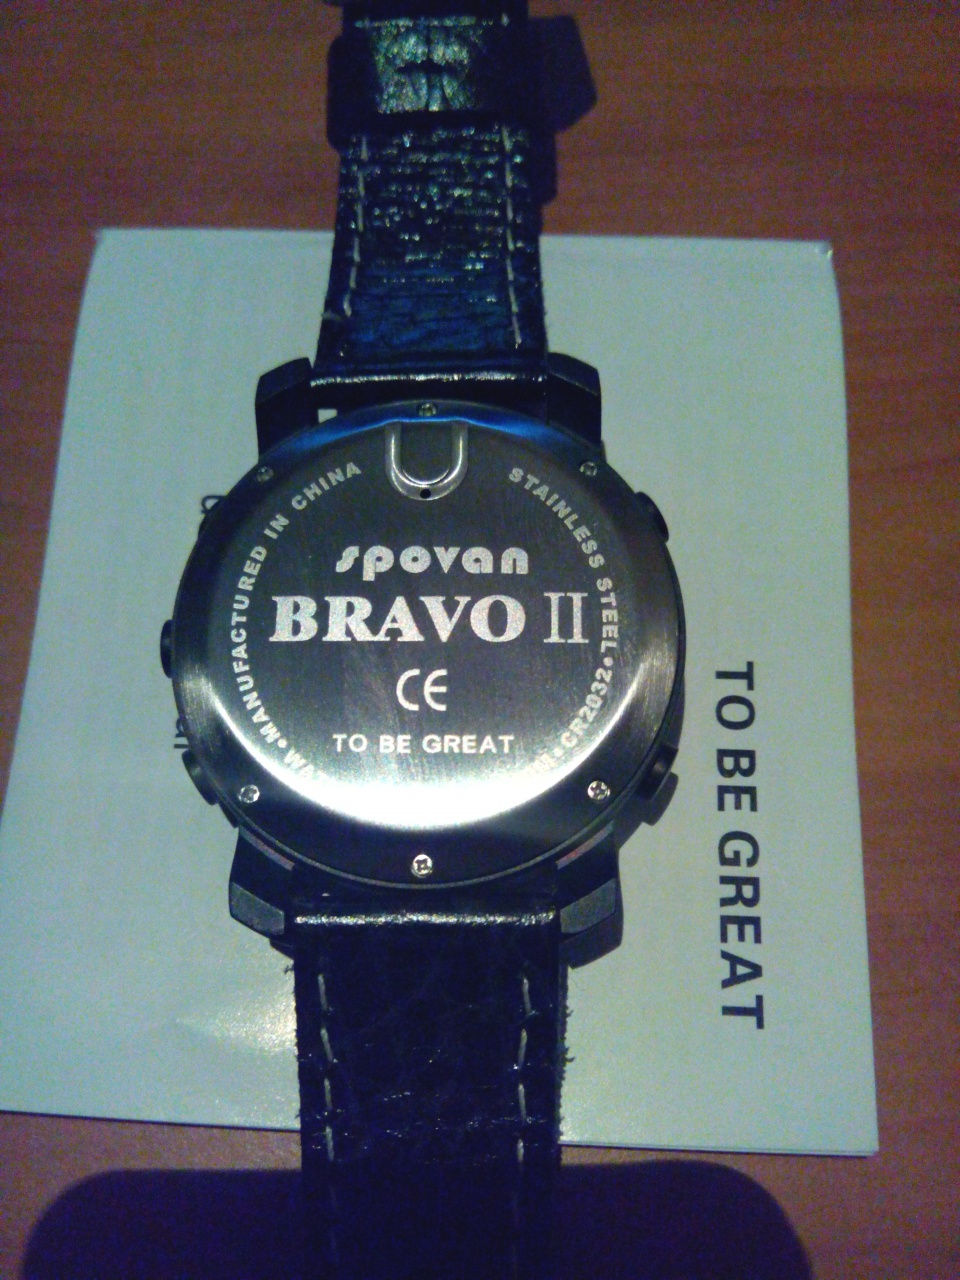 MANUFACTURED IN CHINA
STAINLESS STEEL
spovan
BRAVO II
CE
TO BE GREAT
CR2032
TO BE GREAT